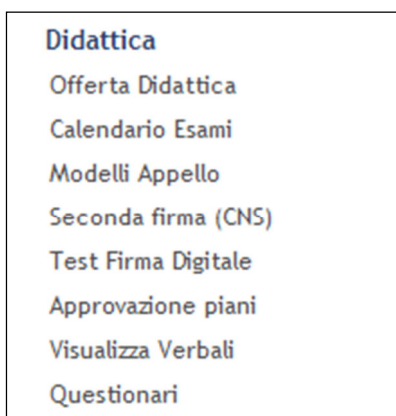 Didattica
Offerta Didattica
Calendario Esami
Modelli Appello
Seconda firma (CNS)
Test Firma Digitale
Approvazione piani
Visualizza Verbali
Questionari